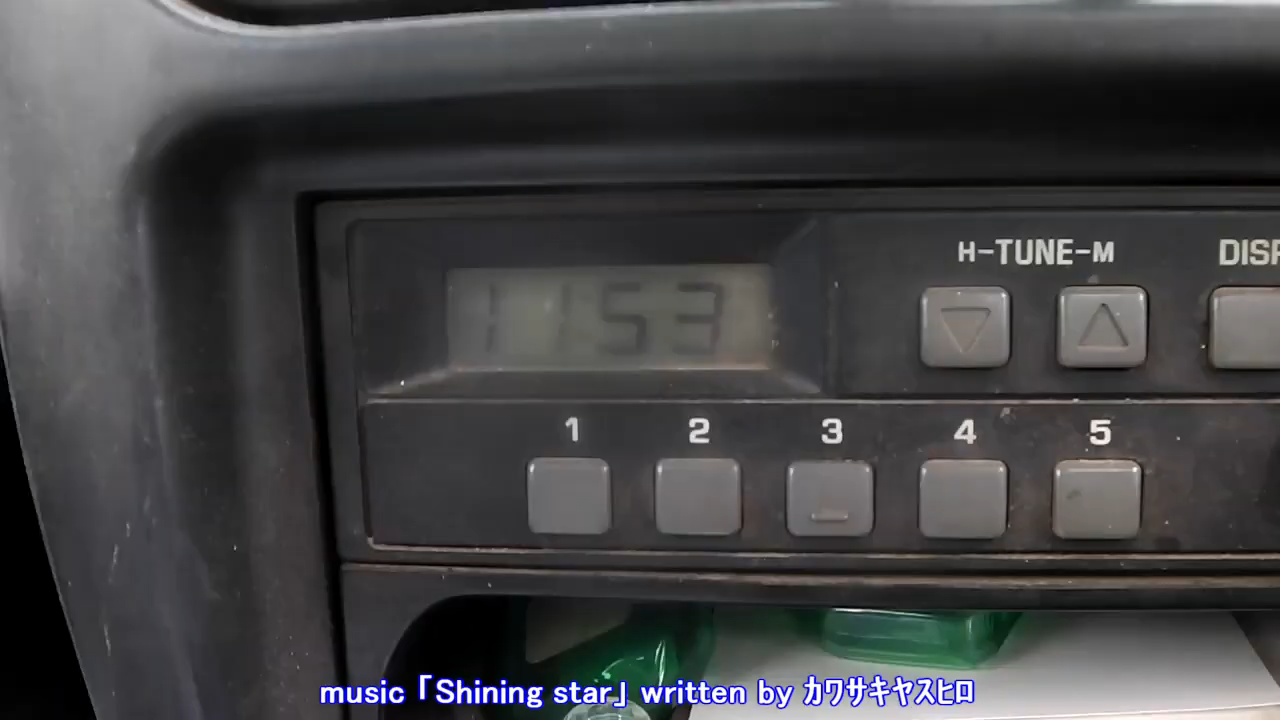 1153
H-TUNE-M
DISP
1 2 3 4 5
music「Shining star」written by ｶﾜｻｷﾔｽﾋﾛ